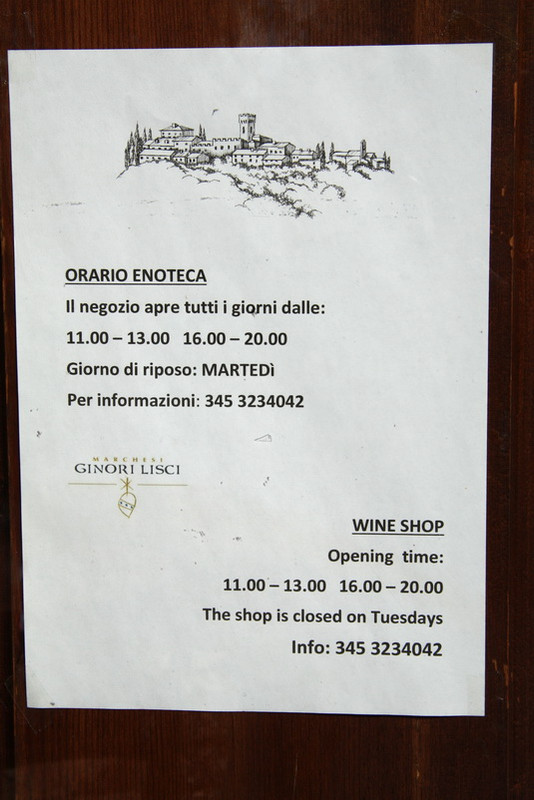 ORARIO ENOTECA
Il negozio apre tutti i giorni dalle:
11.00 – 13.00 16.00 – 20.00
Giorno di riposo: MARTEDì
Per informazioni: 345 3234042
MARCHESI
GINORI LISCI
WINE SHOP
Opening time:
11.00 – 13.00 16.00 – 20.00
The shop is closed on Tuesdays
Info: 345 3234042